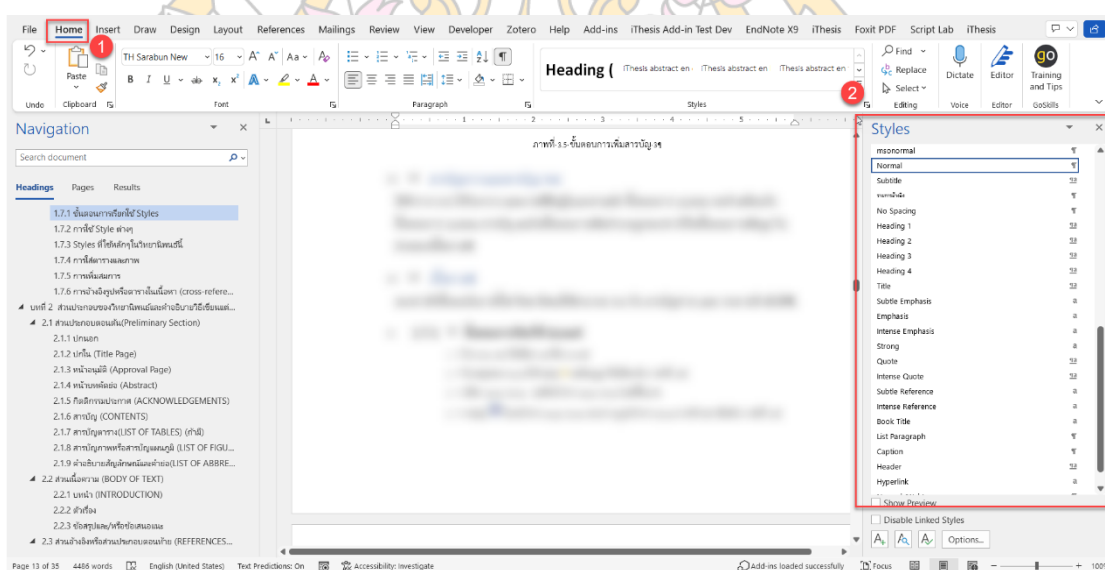 File Home Insert Draw Design Layout References Mailings Review View Developer Zotero Help Add-ins iThesis Add-in Test Dev EndNote X9 iThesis Foxit PDF Script Lab iThesis
1
TH Sarabun New 16
Paste
B I U ab x₂ x² A A
Heading ( iThesis abstract en iThesis abstract en iThesis abstract en
Find
Replace
Select
Dictate Editor Training and Tips
2
Undo Clipboard Font Paragraph Styles Editing Voice Editor GoSkills
Navigation
Search document
Headings Pages Results
1.7.1 ขั้นตอนการเรียกใช้ Styles
1.7.2 การใช้ Style ต่างๆ
1.7.3 Styles ที่ใช้หลักๆในวิทยานิพนธ์นี้
1.7.4 การใส่ตารางและภาพ
1.7.5 การเพิ่มสมการ
1.7.6 การอ้างอิงรูปหรือตารางในเนื้อหา (cross-refere...
บทที่ 2 ส่วนประกอบของวิทยานิพนธ์และคำอธิบายวิธีเขียนแต่...
2.1 ส่วนประกอบตอนต้น(Preliminary Section)
2.1.1 ปกนอก
2.1.2 ปกใน (Title Page)
2.1.3 หน้าอนุมัติ (Approval Page)
2.1.4 หน้าบทคัดย่อ (Abstract)
2.1.5 กิตติกรรมประกาศ (ACKNOWLEDGEMENTS)
2.1.6 สารบัญ (CONTENTS)
2.1.7 สารบัญตาราง(LIST OF TABLES) (ถ้ามี)
2.1.8 สารบัญภาพหรือสารบัญแผนภูมิ (LIST OF FIGU...
2.1.9 คำอธิบายสัญลักษณ์และคำย่อ(LIST OF ABBRE...
2.2 ส่วนเนื้อความ (BODY OF TEXT)
2.2.1 บทนำ (INTRODUCTION)
2.2.2 ตัวเรื่อง
2.2.3 ข้อสรุปและ/หรือข้อเสนอแนะ
2.3 ส่วนอ้างอิงหรือส่วนประกอบตอนท้าย (REFERENCES...
ภาพที่ 3.5 ขั้นตอนการเพิ่มสารบัญ 3
Styles
msonormal
Normal
Subtitle
No Spacing
Heading 1
Heading 2
Heading 3
Heading 4
Title
Subtle Emphasis
Emphasis
Intense Emphasis
Strong
Quote
Intense Quote
Subtle Reference
Intense Reference
Book Title
List Paragraph
Caption
Header
Hyperlink
Show Preview
Disable Linked Styles
Options...
Page 13 of 35 4486 words English (United States) Text Predictions: On Accessibility: Investigate Add-ins loaded successfully Focus 100%